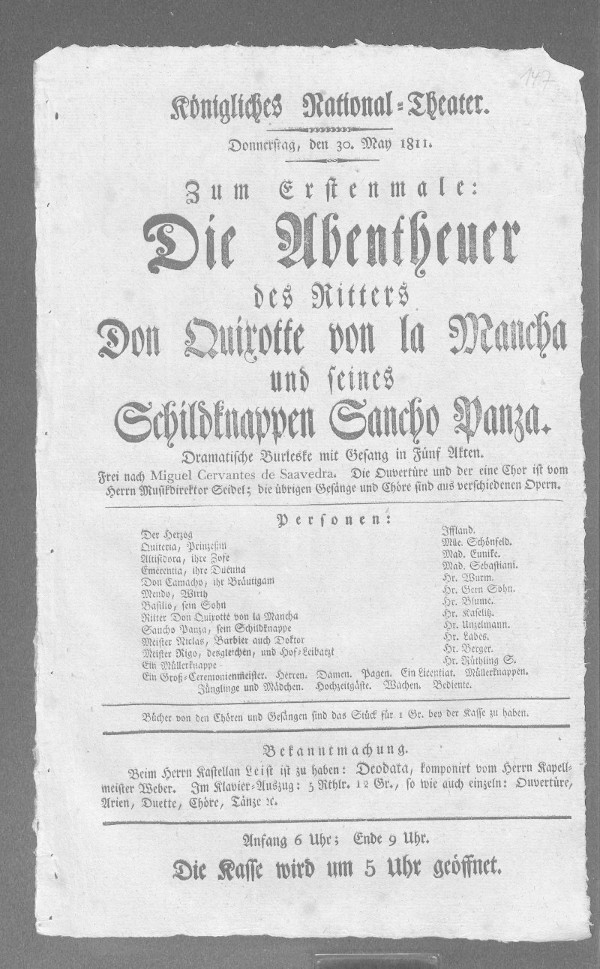 147
Königliches National-Theater.
Donnerstag, den 30. May 1811.
Zum Erstenmale:
Die Abentheuer
des Ritters
Don Quixotte von la Mancha
und seines
Schildknappen Sancho Panza.
Dramatische Burleske mit Gesang in Fünf Akten.
Frei nach Miguel Cervantes de Saavedra. Die Ouvertüre und der eine Chor ist vom
Herrn Musikdirektor Seidel; die übrigen Gesänge und Chöre sind aus verschiedenen Opern.
Personen:
Der Herzog Iffland.
Quiteria, Prinzessin Mlle. Schönfeld.
Altisidora, ihre Zofe Mad. Eunike.
Emerentia, ihre Duenna Mad. Sebastiani.
Don Camacho, ihr Bräutigam Hr. Wurm.
Mendo, Wirth Hr. Gern Sohn.
Basilio, sein Sohn Hr. Blume.
Ritter Don Quixotte von la Mancha Hr. Kaselitz.
Sancho Panza, sein Schildknappe Hr. Unzelmann.
Meister Niclas, Barbier auch Doktor Hr. Labes.
Meister Rigo, desgleichen, und Hof-Leibarzt Hr. Berger.
Ein Müllerknappe Hr. Rüthling S.
Ein Groß-Ceremonienmeister. Herren. Damen. Pagen. Ein Licentiat. Müllerknappen.
Jünglinge und Mädchen. Hochzeitgäste. Wachen. Bediente.
Bücher von den Chören und Gesängen sind das Stück für 1 Gr. bey der Kasse zu haben.
Bekanntmachung.
Beim Herrn Kastellan Leist ist zu haben: Deodata, komponirt vom Herrn Kapell-
meister Weber. Im Klavier-Auszug: 5 Rthlr. 12 Gr., so wie auch einzeln: Ouvertüre,
Arien, Duette, Chöre, Tänze ꝛc.
Anfang 6 Uhr; Ende 9 Uhr.
Die Kasse wird um 5 Uhr geöffnet.